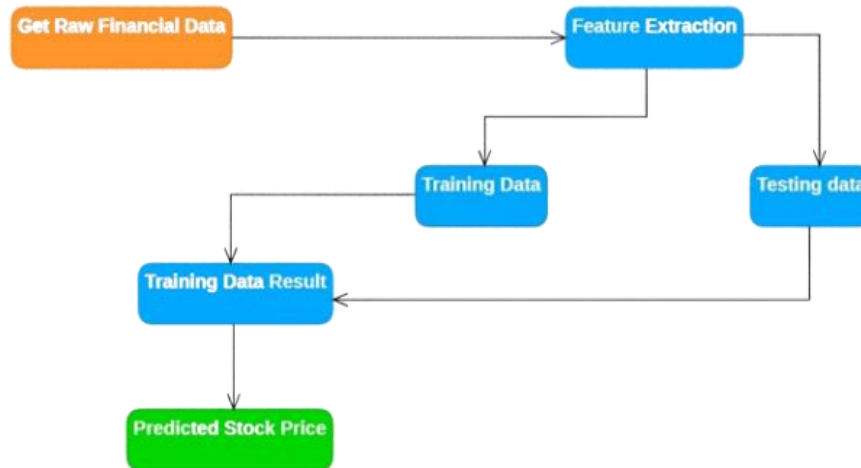 Get Raw Financial Data
Feature Extraction
Training Data
Testing data
Training Data Result
Predicted Stock Price